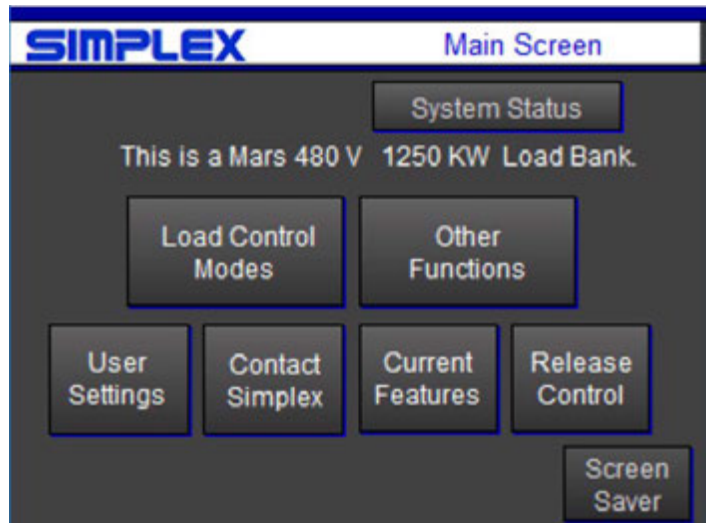 SIMPLEX Main Screen
System Status
This is a Mars 480 V 1250 KW Load Bank.
Load Control
Modes
Other
Functions
User
Settings
Contact
Simplex
Current
Features
Release
Control
Screen
Saver